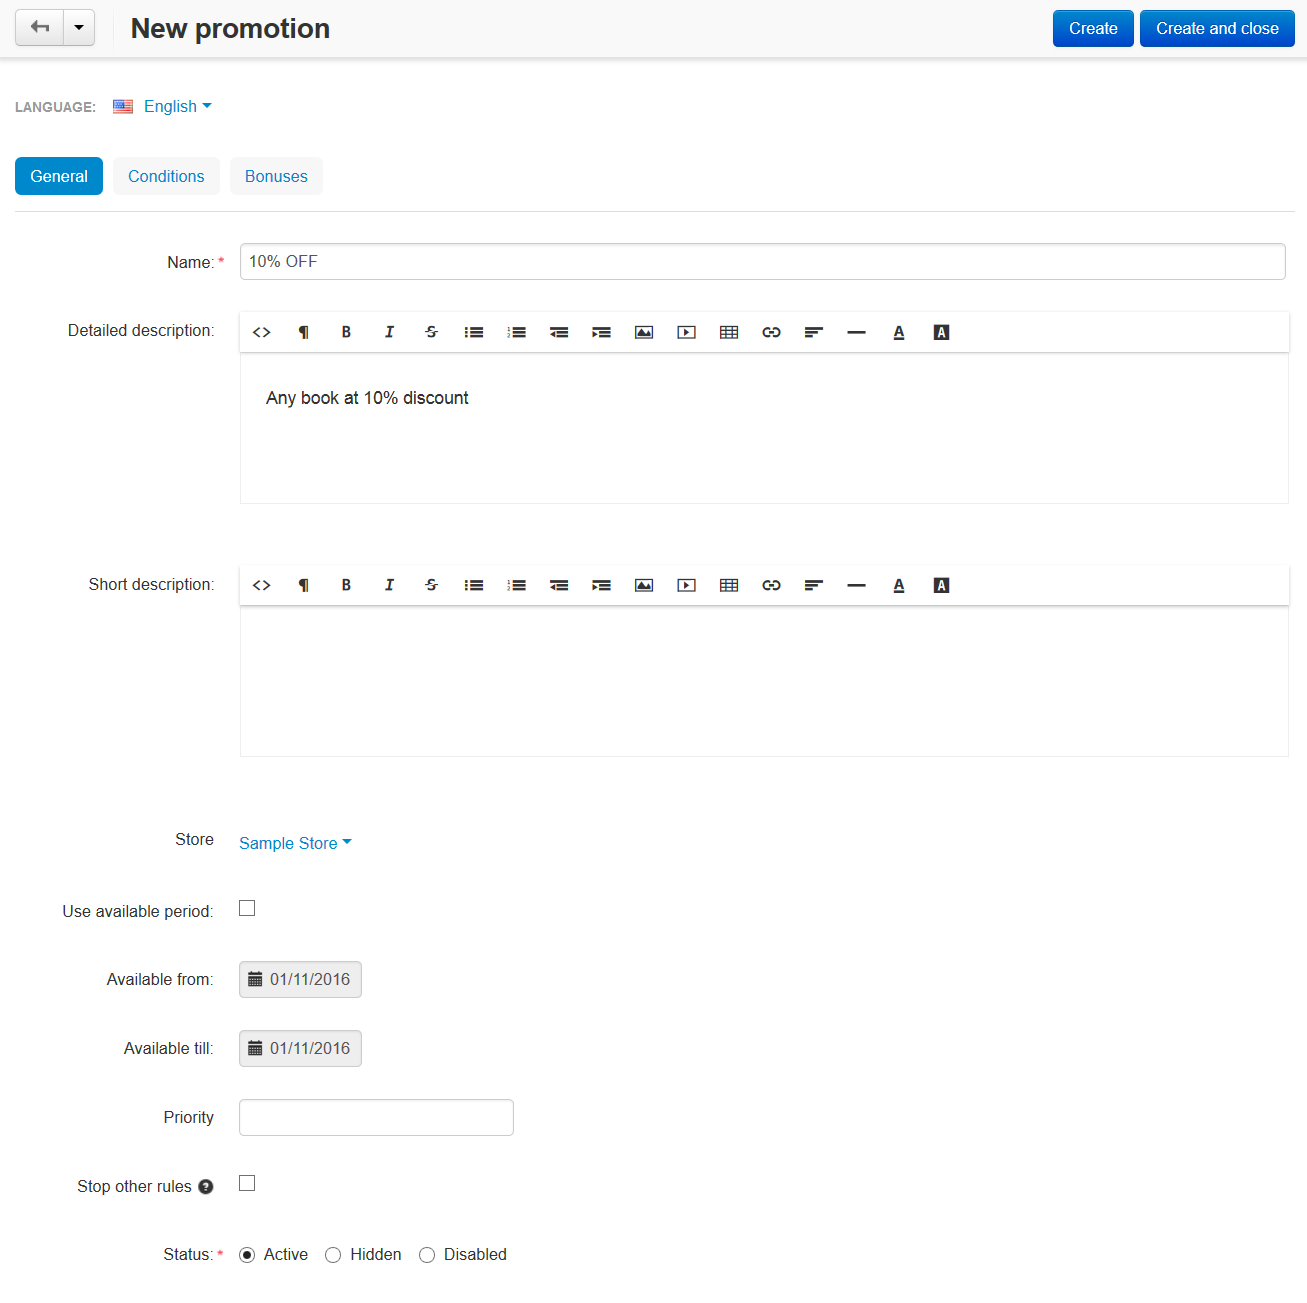 New promotion
Create
Create and close
LANGUAGE: English
General
Conditions
Bonuses
Name: * 10% OFF
Detailed description:
Any book at 10% discount
Short description:
Store Sample Store
Use available period:
Available from: 01/11/2016
Available till: 01/11/2016
Priority
Stop other rules ?
Status: * Active Hidden Disabled